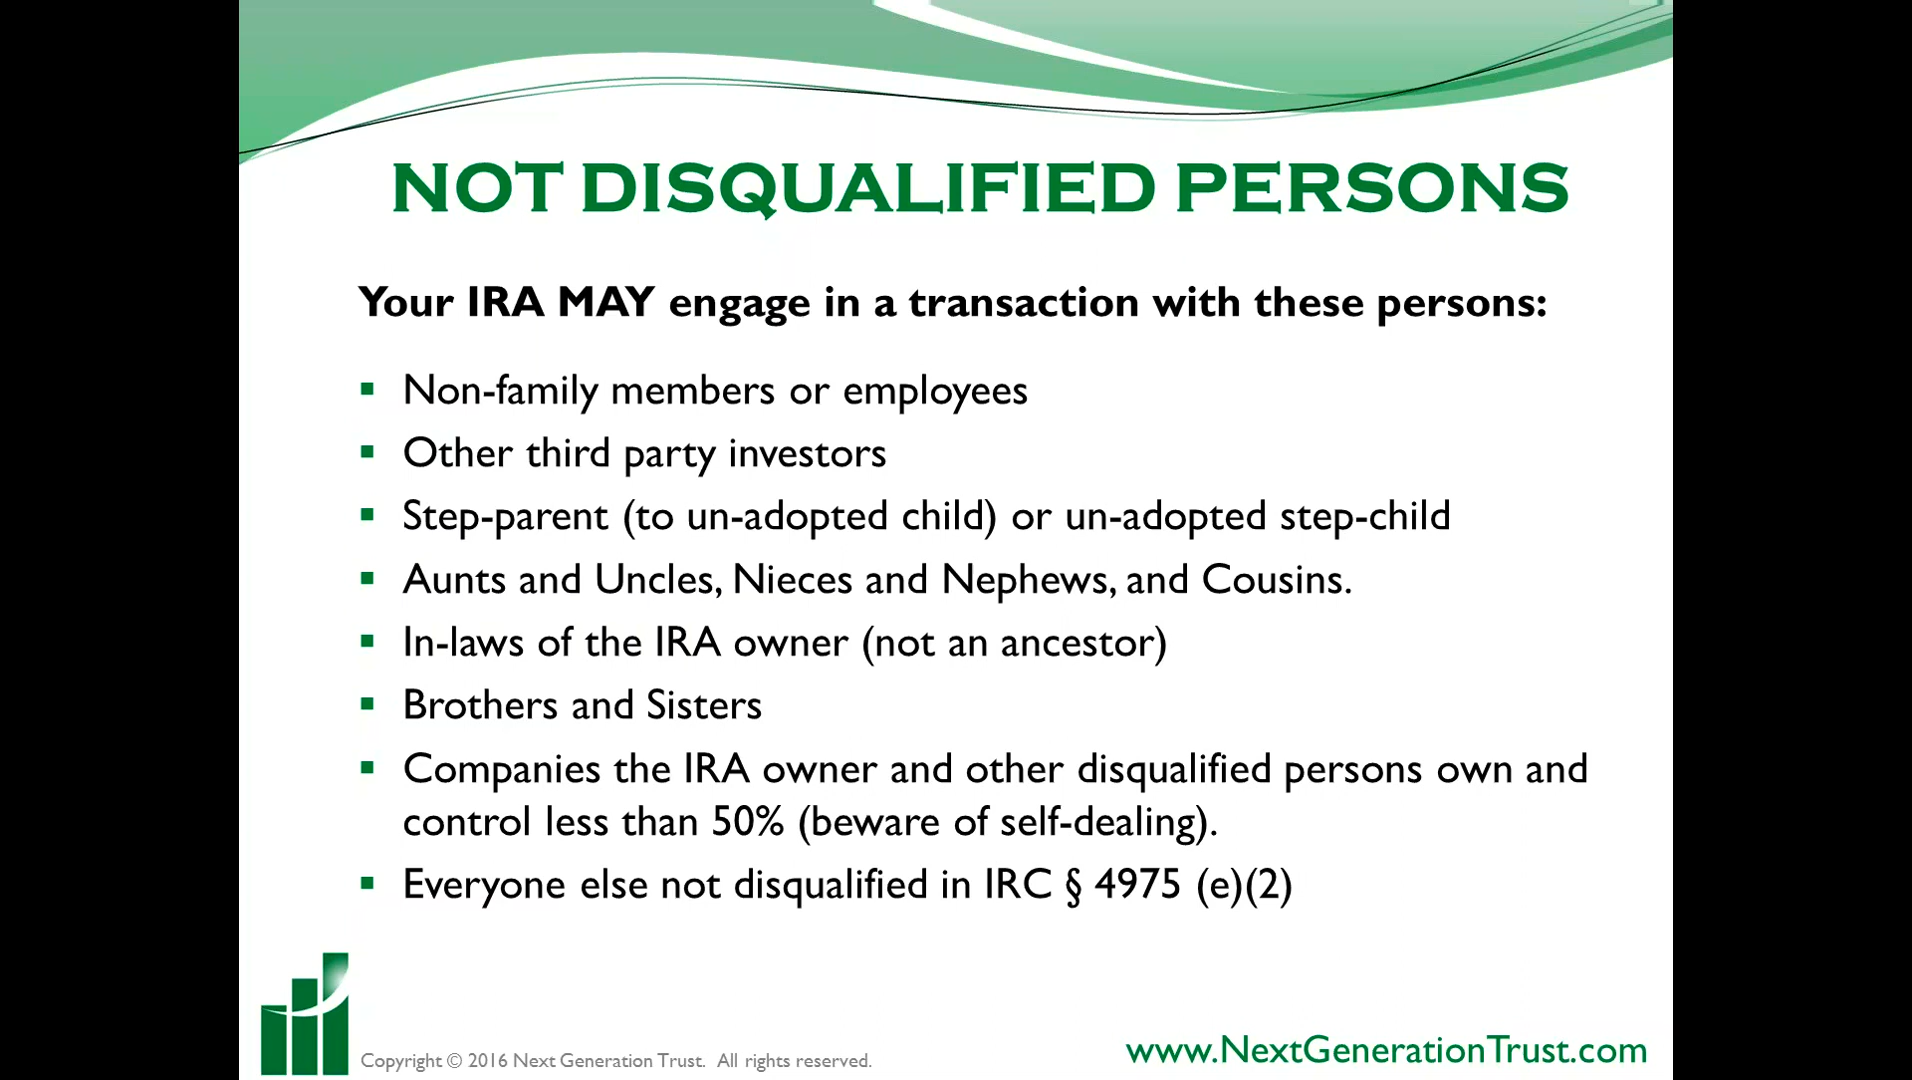 NOT DISQUALIFIED PERSONS
Your IRA MAY engage in a transaction with these persons:
▪ Non-family members or employees
▪ Other third party investors
▪ Step-parent (to un-adopted child) or un-adopted step-child
▪ Aunts and Uncles, Nieces and Nephews, and Cousins.
▪ In-laws of the IRA owner (not an ancestor)
▪ Brothers and Sisters
▪ Companies the IRA owner and other disqualified persons own and
control less than 50% (beware of self-dealing).
▪ Everyone else not disqualified in IRC § 4975 (e)(2)
Copyright © 2016 Next Generation Trust. All rights reserved.
www.NextGenerationTrust.com